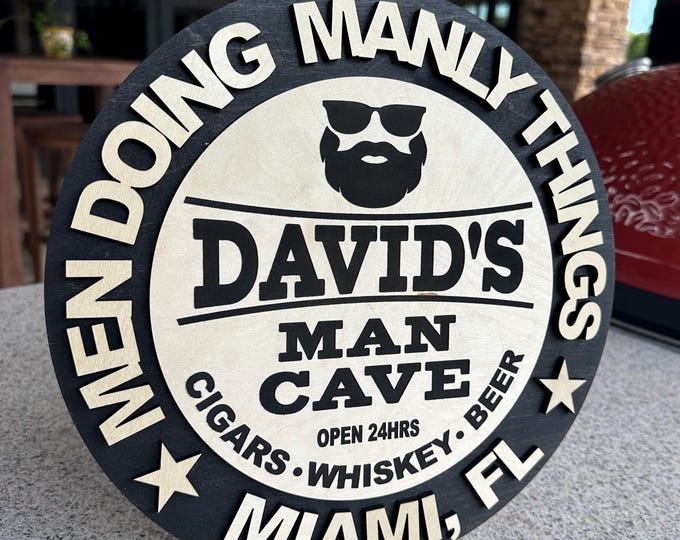 MEN DOING MANLY THINGS
DAVID'S
MAN
CAVE
OPEN 24HRS
CIGARS • WHISKEY • BEER
MIAMI, FL